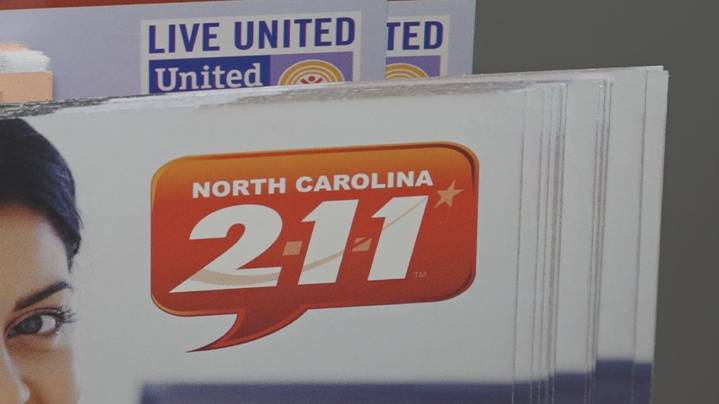 LIVE UNITED
TED
United
NORTH CAROLINA
2-1-1
TM